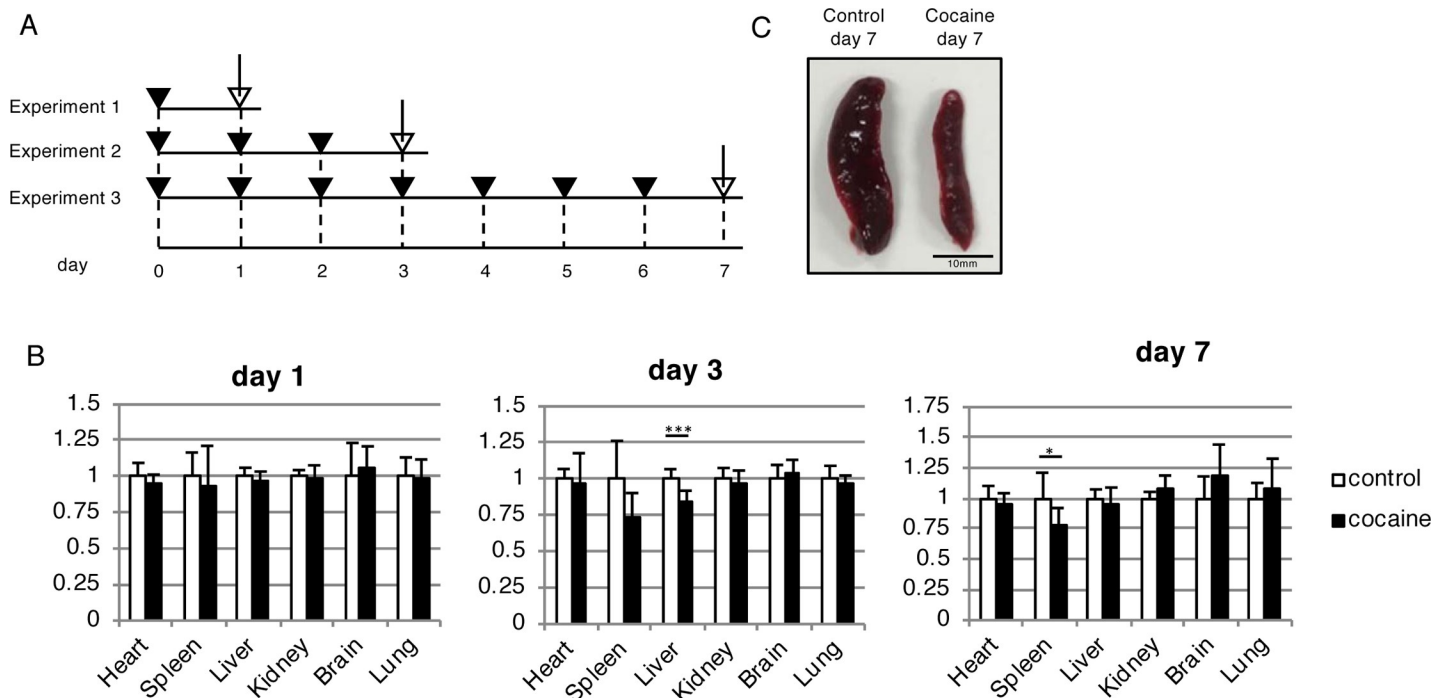 A
Experiment 1
Experiment 2
Experiment 3
day
0 1 2 3 4 5 6 7
C
Control
day 7
Cocaine
day 7
10mm
B
day 1
1.5
1.25
1
0.75
0.5
0.25
0
Heart Spleen Liver Kidney Brain Lung
day 3
1.5
1.25
1
0.75
0.5
0.25
0
***
Heart Spleen Liver Kidney Brain Lung
day 7
1.75
1.5
1.25
1
0.75
0.5
0.25
0
*
Heart Spleen Liver Kidney Brain Lung
control
cocaine